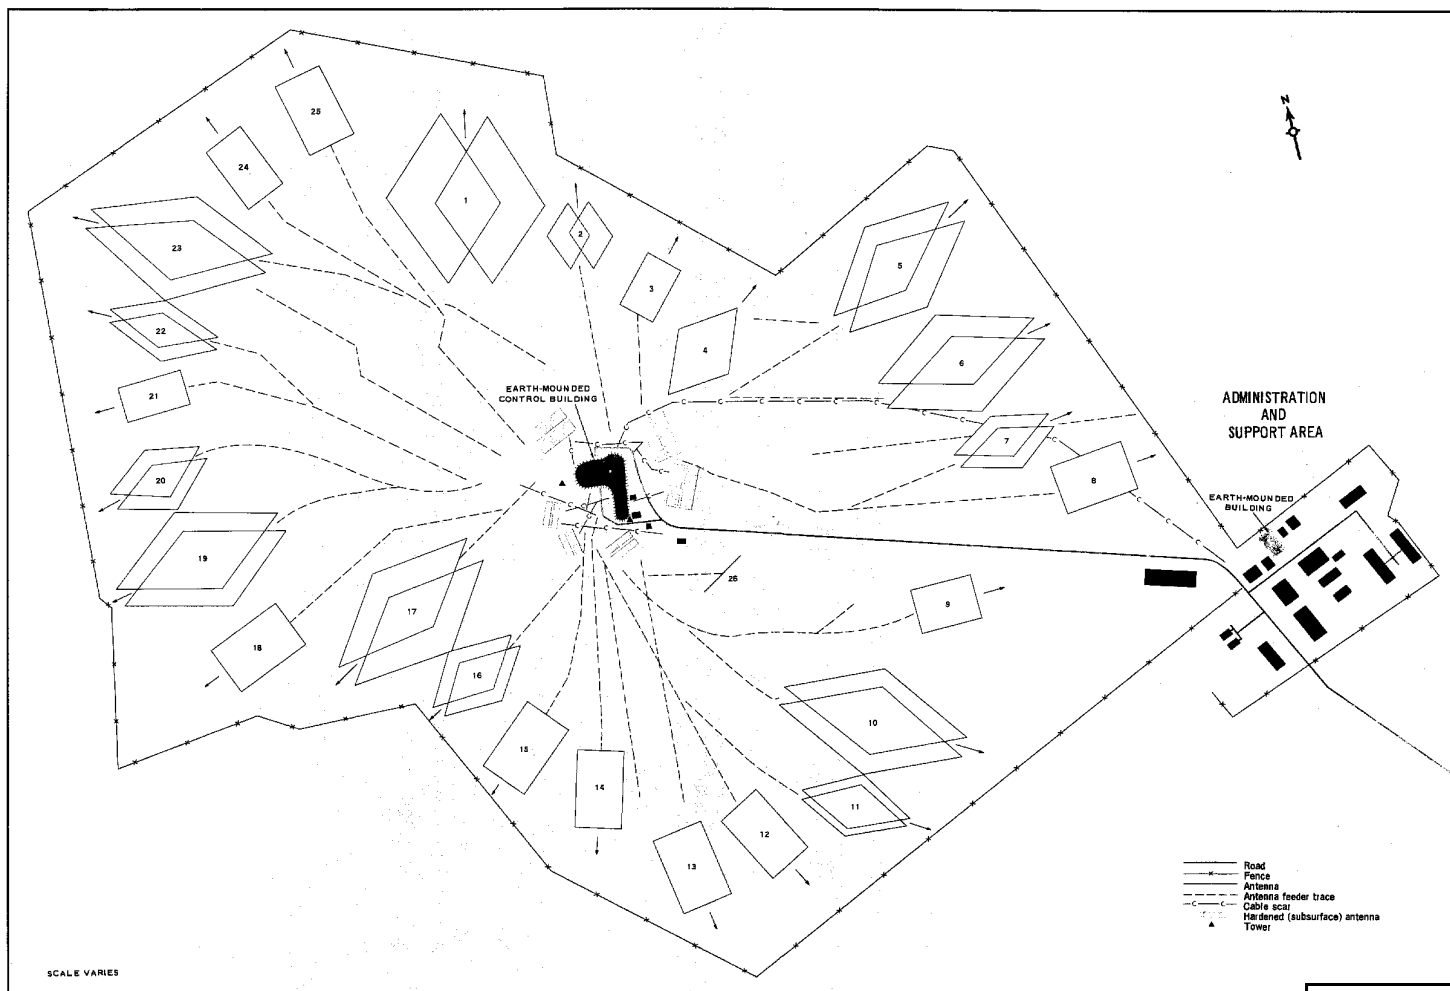 N
25
24
1
23
2
5
3
22
4
6
EARTH-MOUNDED
CONTROL BUILDING
21
ADMINISTRATION
AND
SUPPORT AREA
7
20
8
EARTH-MOUNDED
BUILDING
19
26
17
9
18
16
10
15
14
11
12
13
Road
Fence
Antenna
Antenna feeder trace
C C Cable scar
Hardened (subsurface) antenna
Tower
SCALE VARIES